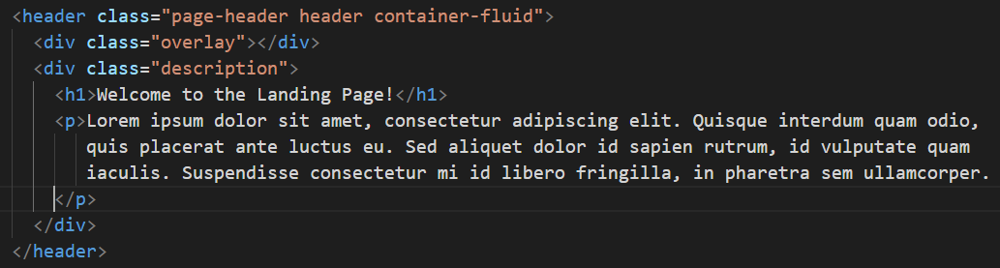 <header class="page-header header container-fluid">
<div class="overlay"></div>
<div class="description">
<h1>Welcome to the Landing Page!</h1>
<p>Lorem ipsum dolor sit amet, consectetur adipiscing elit. Quisque interdum quam odio,
quis placerat ante luctus eu. Sed aliquet dolor id sapien rutrum, id vulputate quam
iaculis. Suspendisse consectetur mi id libero fringilla, in pharetra sem ullamcorper.
</p>
</div>
</header>